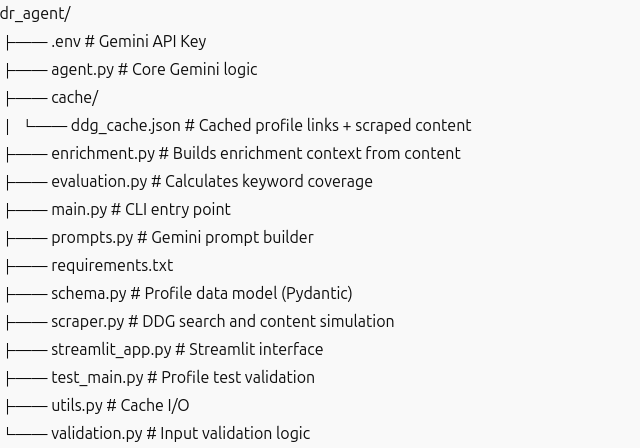 dr_agent/
├── .env # Gemini API Key
├── agent.py # Core Gemini logic
├── cache/
│ └── ddg_cache.json # Cached profile links + scraped content
├── enrichment.py # Builds enrichment context from content
├── evaluation.py # Calculates keyword coverage
├── main.py # CLI entry point
├── prompts.py # Gemini prompt builder
├── requirements.txt
├── schema.py # Profile data model (Pydantic)
├── scraper.py # DDG search and content simulation
├── streamlit_app.py # Streamlit interface
├── test_main.py # Profile test validation
├── utils.py # Cache I/O
└── validation.py # Input validation logic